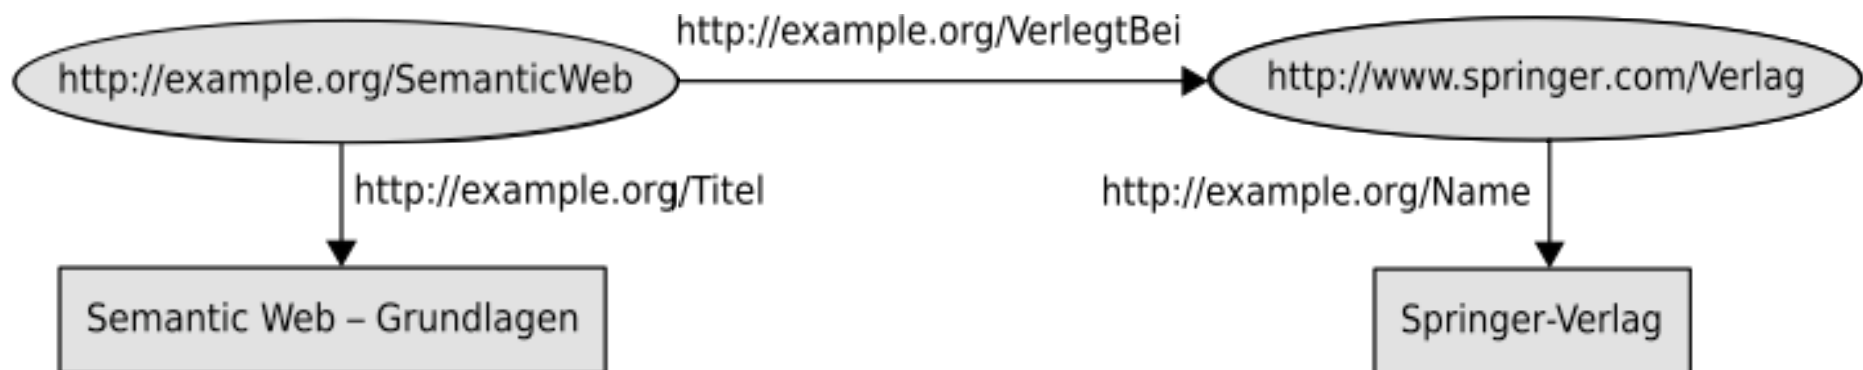 http://example.org/VerlegtBei
http://example.org/SemanticWeb
http://www.springer.com/Verlag
http://example.org/Titel
http://example.org/Name
Semantic Web – Grundlagen
Springer-Verlag